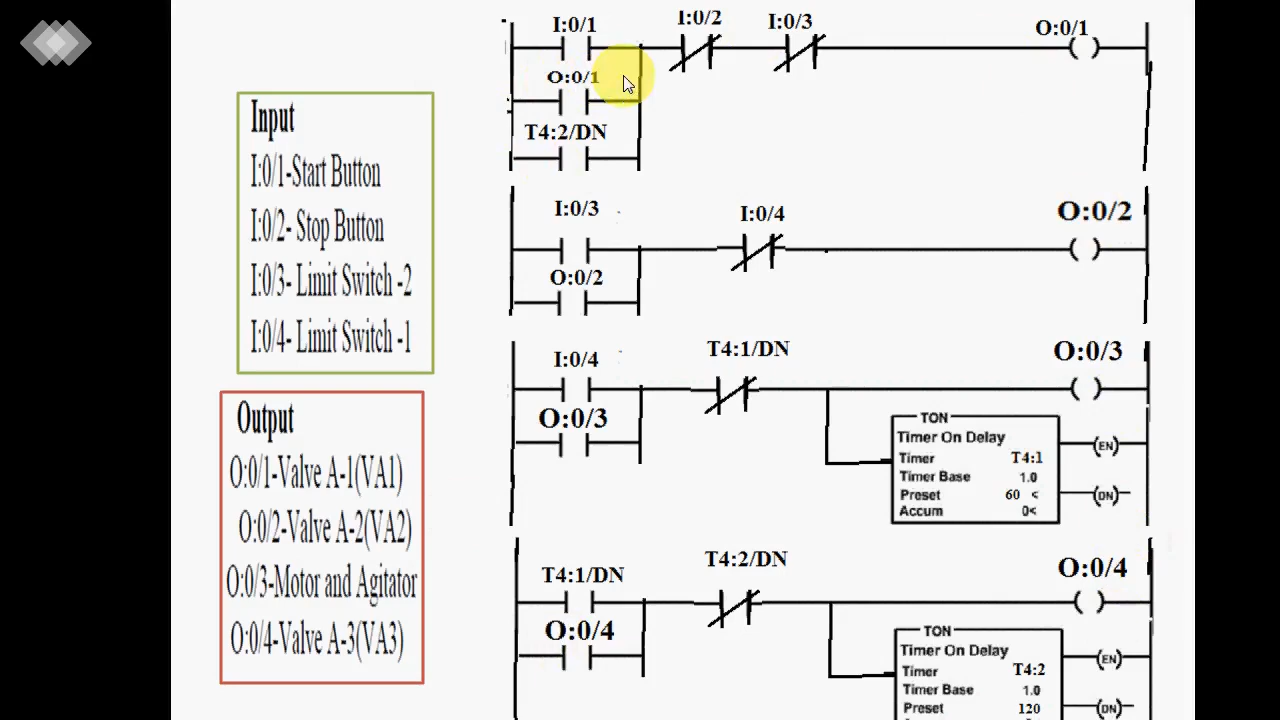 Input
I:0/1-Start Button
I:0/2- Stop Button
I:0/3- Limit Switch -2
I:0/4- Limit Switch -1
Output
O:0/1-Valve A-1(VA1)
O:0/2-Valve A-2(VA2)
O:0/3-Motor and Agitator
O:0/4-Valve A-3(VA3)
I:0/1 I:0/2 I:0/3 O:0/1
O:0/1
T4:2/DN
I:0/3 I:0/4 O:0/2
O:0/2
I:0/4 T4:1/DN O:0/3
O:0/3
TON
Timer On Delay
Timer T4:1
Timer Base 1.0
Preset 60 <
Accum 0<
(EN)
(DN)
T4:1/DN T4:2/DN O:0/4
O:0/4
TON
Timer On Delay
Timer T4:2
Timer Base 1.0
Preset 120
(EN)
(DN)